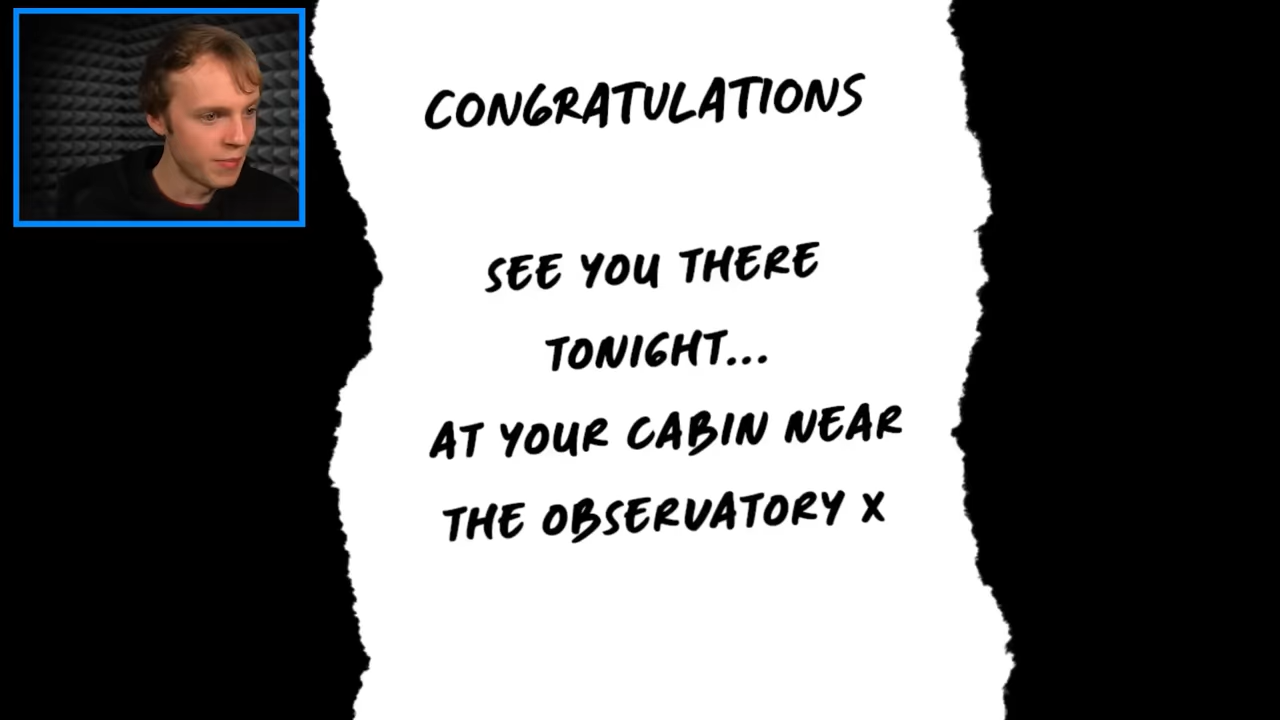 CONGRATULATIONS
SEE YOU THERE
TONIGHT...
AT YOUR CABIN NEAR
THE OBSERVATORY X